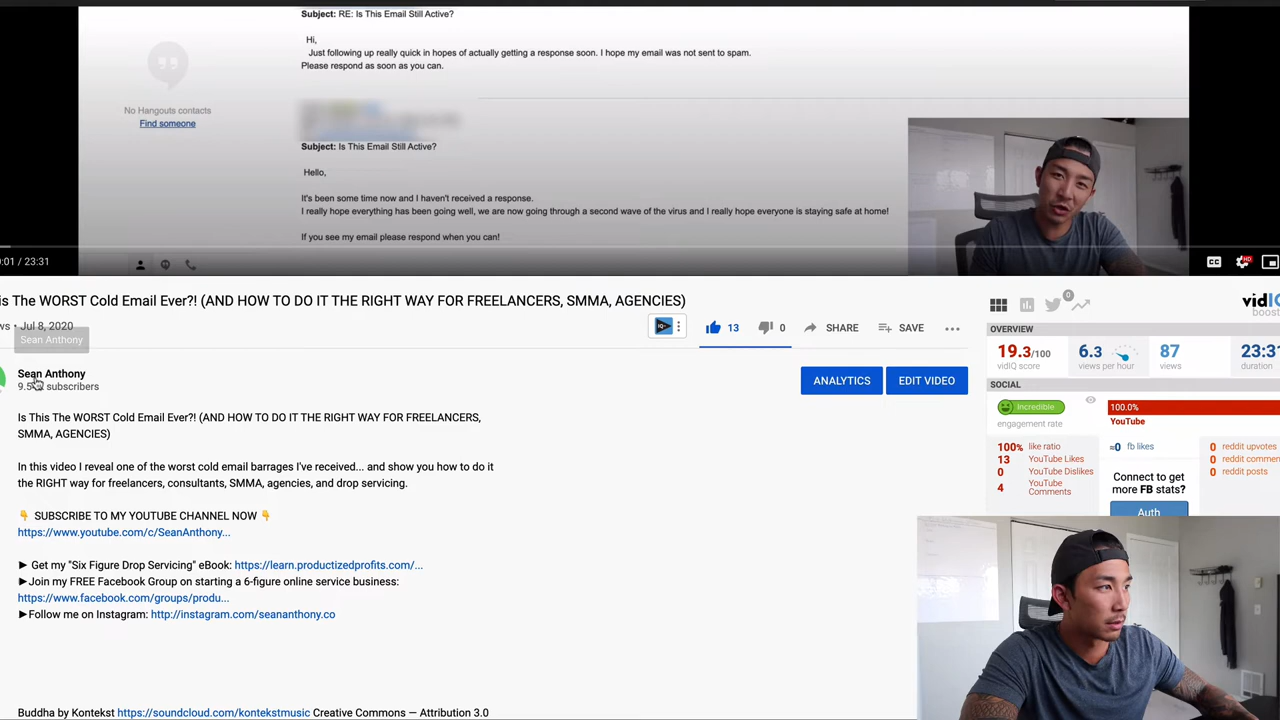 Subject: RE: Is This Email Still Active?
Hi,
Just following up really quick in hopes of actually getting a response soon. I hope my email was not sent to spam.
Please respond as soon as you can.
No Hangouts contacts
Find someone
Subject: Is This Email Still Active?
Hello,
It's been some time now and I haven't received a response.
I really hope everything has been going well, we are now going through a second wave of the virus and I really hope everyone is staying safe at home!
If you see my email please respond when you can!
0:01 / 23:31
CC
HD
is The WORST Cold Email Ever?! (AND HOW TO DO IT THE RIGHT WAY FOR FREELANCERS, SMMA, AGENCIES)
ws • Jul 8, 2020
13
0
SHARE
SAVE
Sean Anthony
Sean Anthony
subscribers
ANALYTICS
EDIT VIDEO
Is This The WORST Cold Email Ever?! (AND HOW TO DO IT THE RIGHT WAY FOR FREELANCERS,
SMMA, AGENCIES)
In this video I reveal one of the worst cold email barrages I've received... and show you how to do it
the RIGHT way for freelancers, consultants, SMMA, agencies, and drop servicing.
SUBSCRIBE TO MY YOUTUBE CHANNEL NOW
https://www.youtube.com/c/SeanAnthony...
► Get my "Six Figure Drop Servicing" eBook: https://learn.productizedprofits.com/...
►Join my FREE Facebook Group on starting a 6-figure online service business:
https://www.facebook.com/groups/produ...
►Follow me on Instagram: http://instagram.com/seananthony.co
Buddha by Kontekst https://soundcloud.com/kontekstmusic Creative Commons — Attribution 3.0
0
vidIQ
boost
OVERVIEW
19.3/100
vidIQ score
6.3
views per hour
87
views
23:31
duration
SOCIAL
Incredible
engagement rate
100.0%
YouTube
100% like ratio
13 YouTube Likes
0 YouTube Dislikes
4 YouTube Comments
≈0 fb likes
Connect to get
more FB stats?
Auth
0 reddit upvotes
0 reddit commen
0 reddit posts